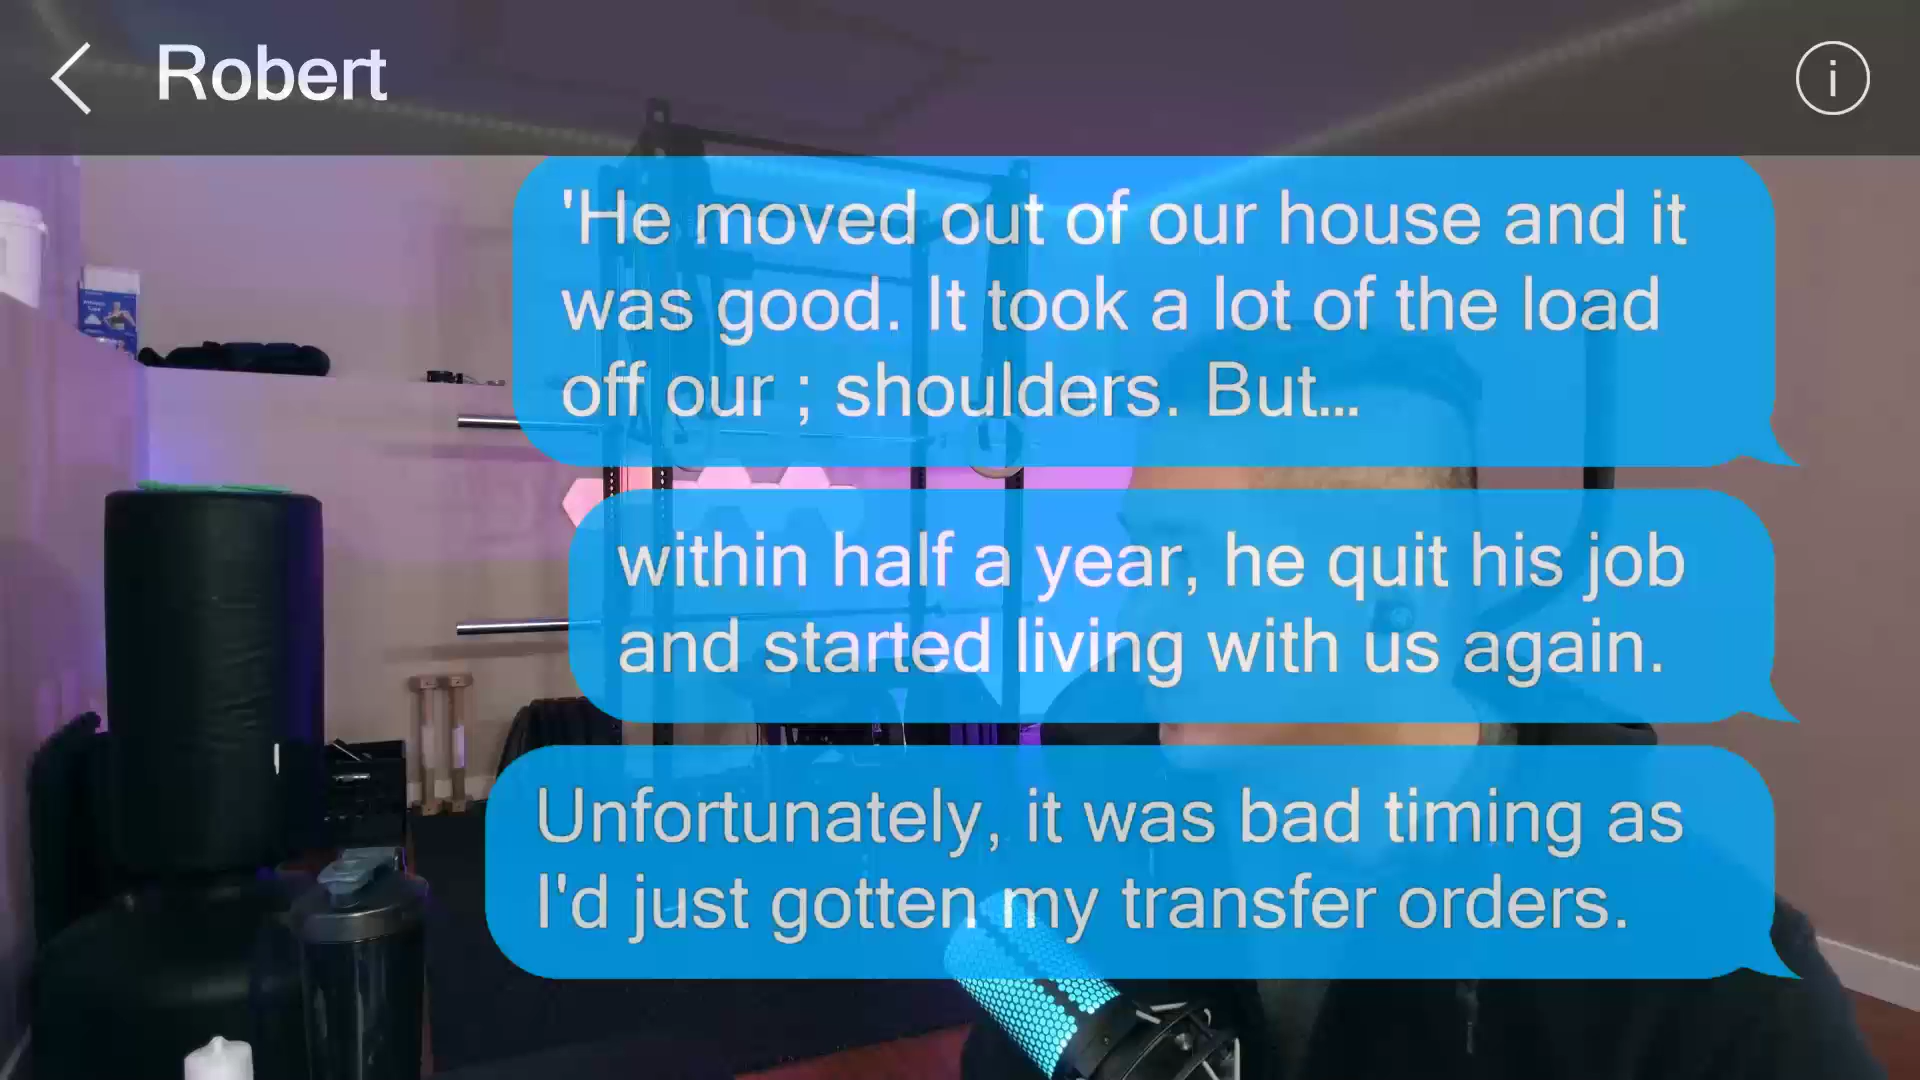 Robert
'He moved out of our house and it
was good. It took a lot of the load
off our ; shoulders. But...
within half a year, he quit his job
and started living with us again.
Unfortunately, it was bad timing as
I'd just gotten my transfer orders.